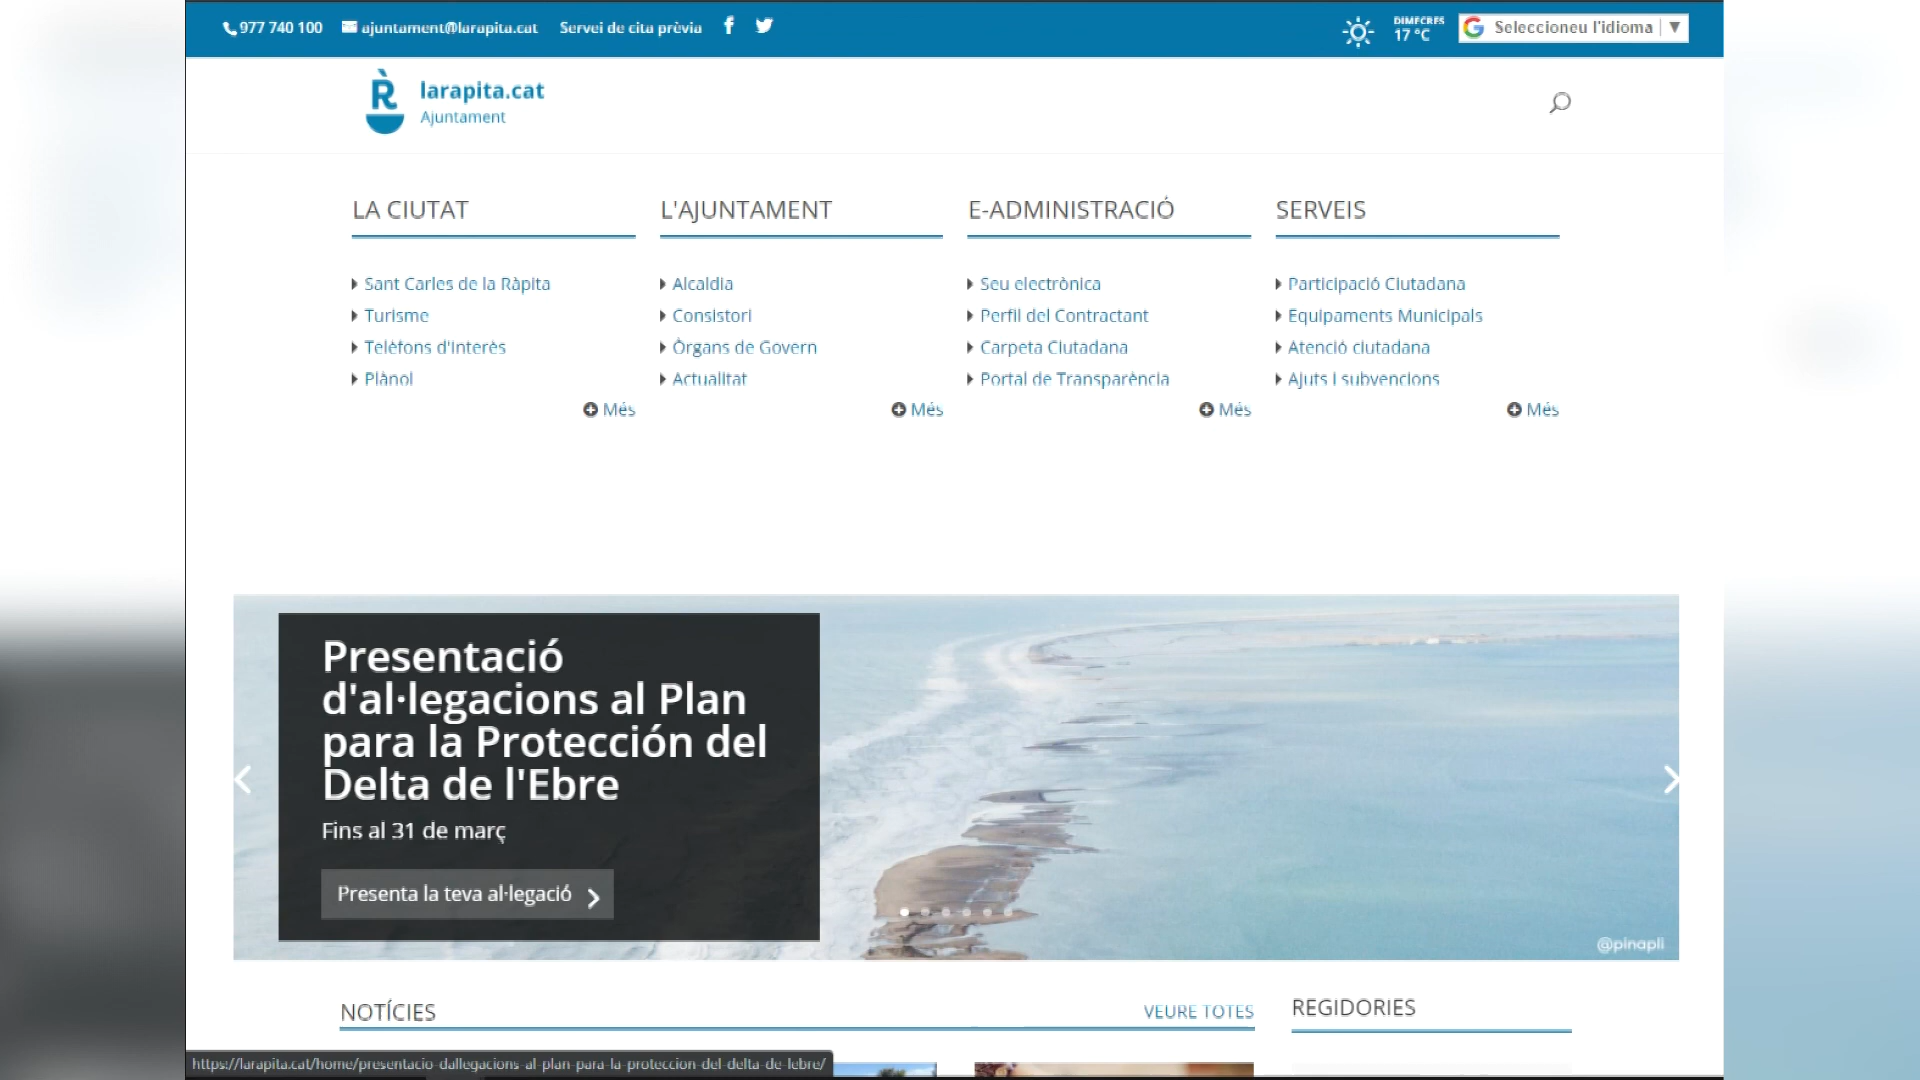 977 740 100 ajuntament@larapita.cat Servei de cita prèvia
DIMECRES
17 °C
Seleccioneu l'idioma ▼
R̀ larapita.cat
Ajuntament
LA CIUTAT
Sant Carles de la Ràpita
Turisme
Telèfons d'Interès
Plànol
Més
L'AJUNTAMENT
Alcaldia
Consistori
Òrgans de Govern
Actualitat
Més
E-ADMINISTRACIÓ
Seu electrònica
Perfil del Contractant
Carpeta Ciutadana
Portal de Transparència
Més
SERVEIS
Participació Ciutadana
Equipaments Municipals
Atenció ciutadana
Ajuts i subvencions
Més
Presentació
d'al·legacions al Plan
para la Protección del
Delta de l'Ebre
Fins al 31 de març
Presenta la teva al·legació
@pinapli
NOTÍCIES
VEURE TOTES
REGIDORIES
https://larapita.cat/home/presentacio-dallegacions-al-plan-para-la-proteccion-del-delta-de-lebre/